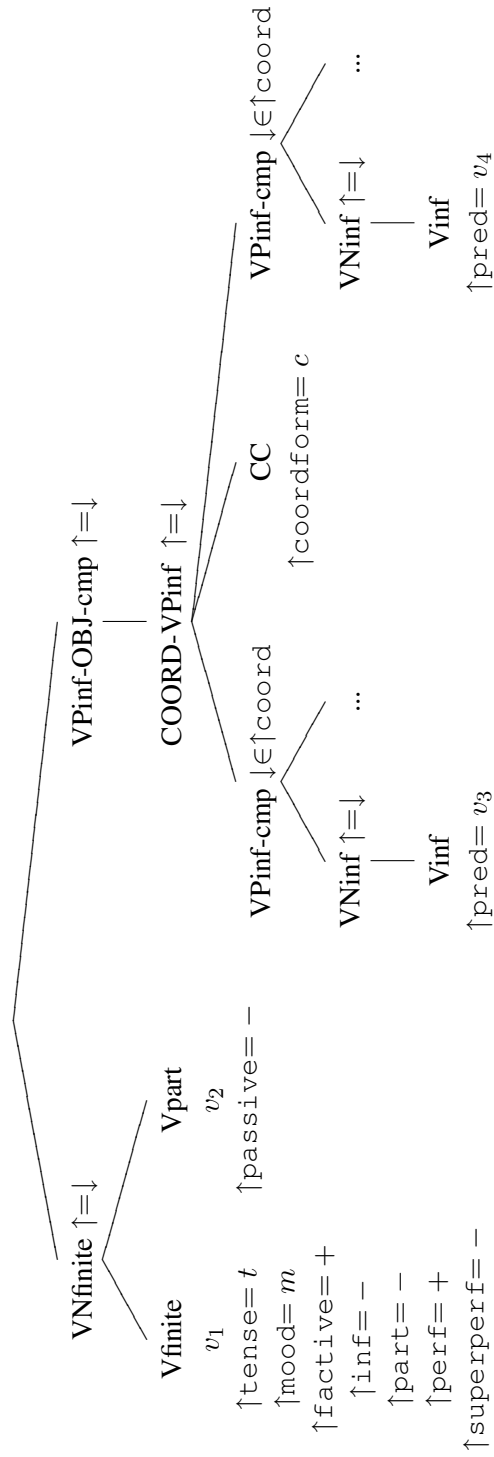 VNfinite ↑=↓
VPinf-OBJ-cmp ↑=↓
Vfinite
Vpart
COORD-VPinf ↑=↓
v₁
v₂
↑tense= t
↑passive= −
↑mood= m
↑factive= +
↑inf= −
↑part= −
↑perf= +
↑superperf= −
VPinf-cmp ↓∈↑coord
CC
VPinf-cmp ↓∈↑coord
↑coordform= c
VNinf ↑=↓
...
VNinf ↑=↓
...
Vinf
Vinf
↑pred= v₃
↑pred= v₄